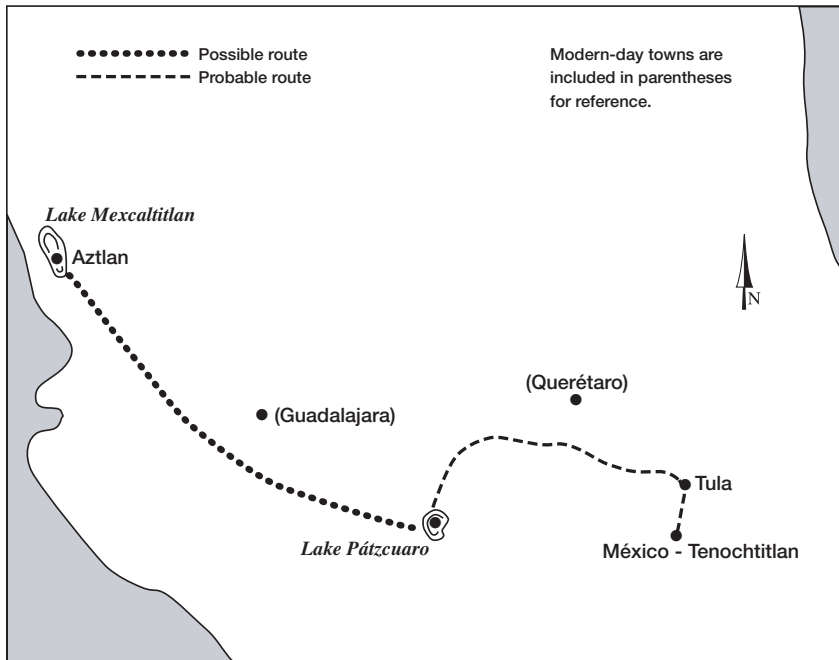 Possible route
Probable route
Modern-day towns are
included in parentheses
for reference.
Lake Mexcaltitlan
Aztlan
N
(Querétaro)
(Guadalajara)
Tula
Lake Pátzcuaro
México - Tenochtitlan